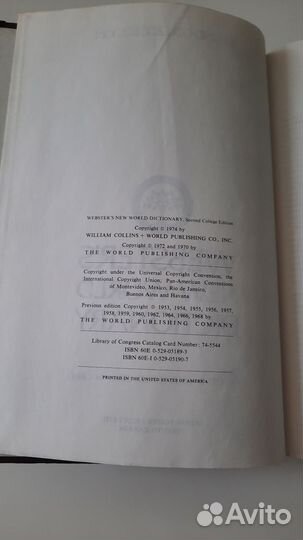 WEBSTER'S NEW WORLD DICTIONARY, Second College Edition
Copyright © 1974 by
WILLIAM COLLINS + WORLD PUBLISHING CO., INC.
Copyright © 1972 and 1970 by
THE WORLD PUBLISHING COMPANY
Copyright under the Universal Copyright Convention, the
International Copyright Union, Pan-American Conventions
of Montevideo, Mexico, Rio de Janeiro,
Buenos Aires and Havana
Previous edition Copyright © 1953, 1954, 1955, 1956, 1957,
1958, 1959, 1960, 1962, 1964, 1966, 1968 by
THE WORLD PUBLISHING COMPANY
Library of Congress Catalog Card Number: 74-5544
ISBN 60E 0-529-05189-3
ISBN 60E-I 0-529-05190-7
PRINTED IN THE UNITED STATES OF AMERICA
Avito